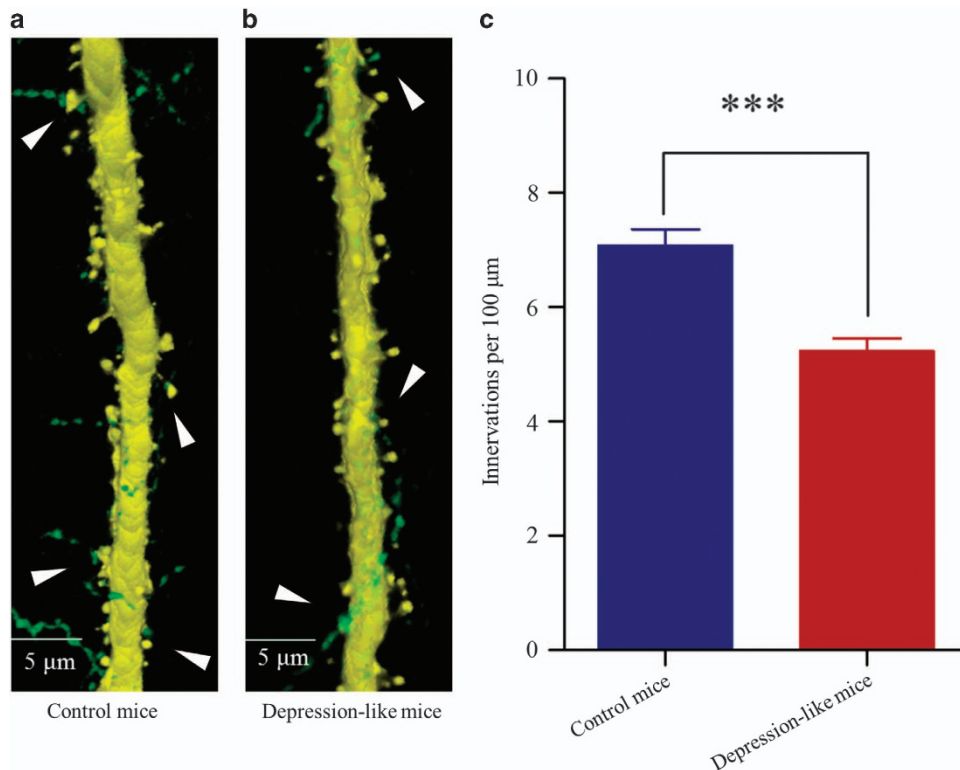 a
b
c
5 μm
Control mice
5 μm
Depression-like mice
10
8
6
4
2
0
Innervations per 100 μm
***
Control mice
Depression-like mice